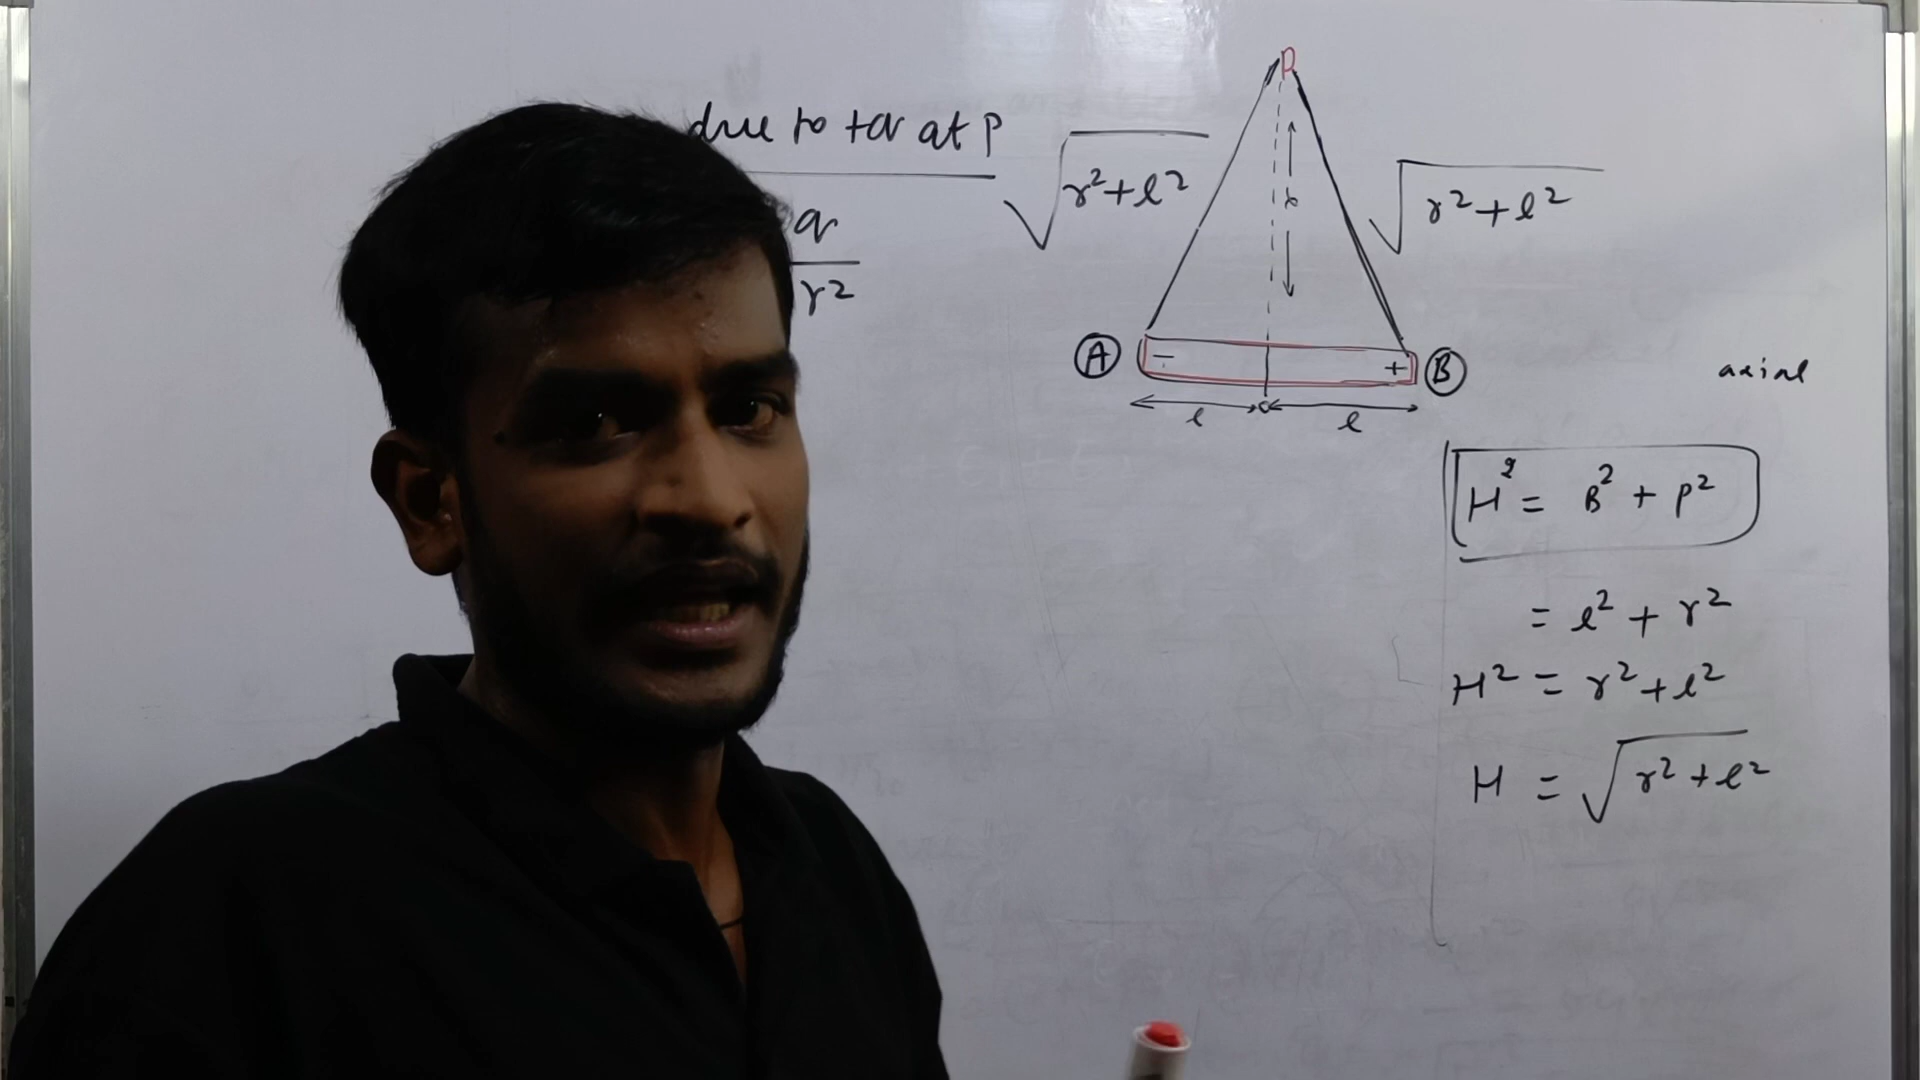 due to +q at P
q
r²
P
√r²+l²
√r²+l²
r
A
−
+
B
l
o
l
axial
H² = B² + P²
= l² + r²
H² = r²+l²
H = √r²+l²